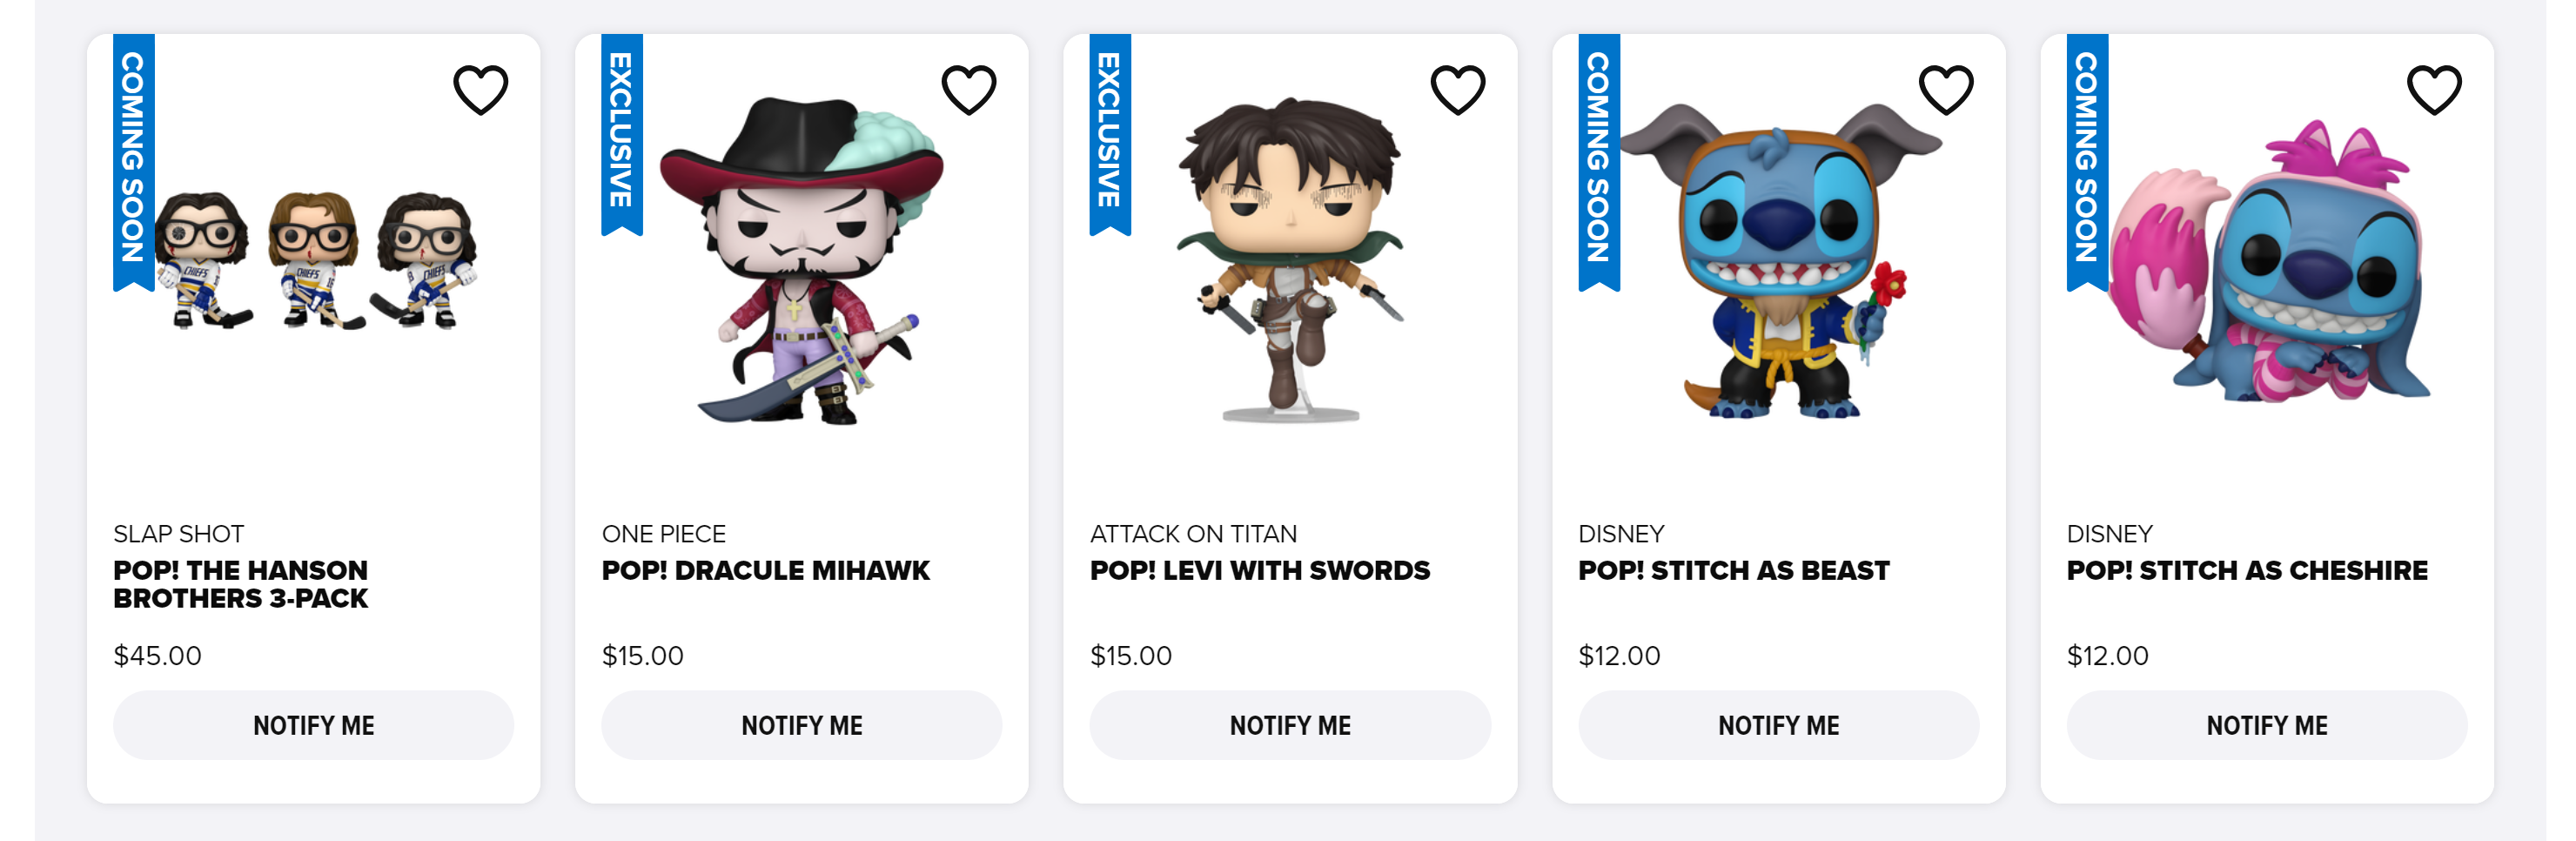 COMING SOON
SLAP SHOT
POP! THE HANSON
BROTHERS 3-PACK
$45.00
NOTIFY ME
EXCLUSIVE
ONE PIECE
POP! DRACULE MIHAWK
$15.00
NOTIFY ME
EXCLUSIVE
ATTACK ON TITAN
POP! LEVI WITH SWORDS
$15.00
NOTIFY ME
COMING SOON
DISNEY
POP! STITCH AS BEAST
$12.00
NOTIFY ME
COMING SOON
DISNEY
POP! STITCH AS CHESHIRE
$12.00
NOTIFY ME
CHIEFS
CHIEFS
CHIEFS